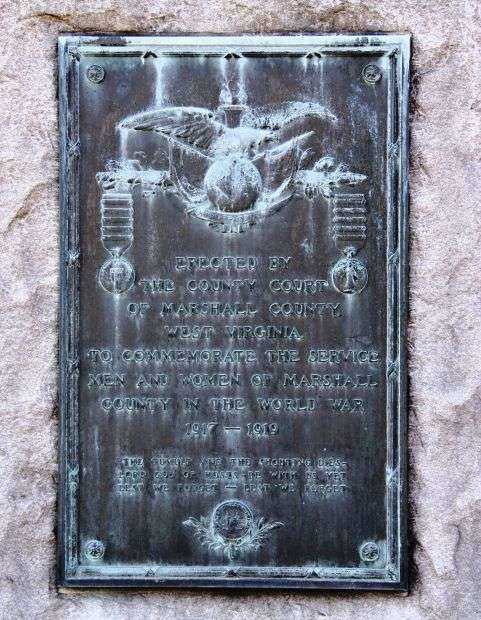 ERECTED BY
THE COUNTY COURT
OF MARSHALL COUNTY
WEST VIRGINIA
TO COMMEMORATE THE SERVICE
MEN AND WOMEN OF MARSHALL
COUNTY IN THE WORLD WAR
1917 — 1919
THE TUMULT AND THE SHOUTING DIES—
LORD GOD OF HOSTS BE WITH US YET
LEST WE FORGET — LEST WE FORGET